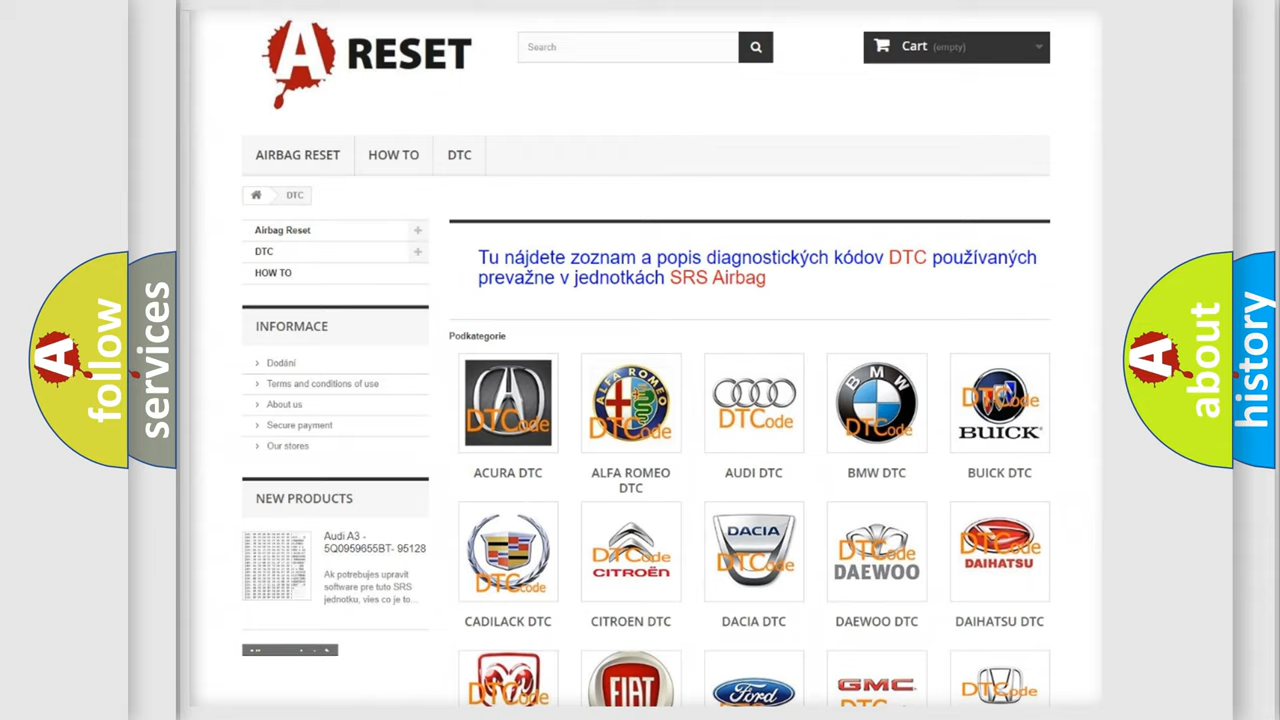 A RESET
Search
Cart (empty)
AIRBAG RESET
HOW TO
DTC
DTC
Airbag Reset
DTC
HOW TO
Tu nájdete zoznam a popis diagnostických kódov DTC používaných
prevažne v jednotkách SRS Airbag
INFORMACE
Dodání
Terms and conditions of use
About us
Secure payment
Our stores
Podkategorie
DTCode
ALFA ROMEO
DTCode
DTCode
BMW
DTCode
DTCode
BUICK
ACURA DTC
ALFA ROMEO
DTC
AUDI DTC
BMW DTC
BUICK DTC
NEW PRODUCTS
Audi A3 -
5Q0959655BT- 95128
Ak potrebujes upravit
software pre tuto SRS
jednotku, vies co je to...
DTCode
DTCode
CITROËN
DACIA
DTCode
DTCode
DAEWOO
DTCode
DAIHATSU
CADILACK DTC
CITROEN DTC
DACIA DTC
DAEWOO DTC
DAIHATSU DTC
DTCode
FIAT
Ford
GMC
DTCode
A follow
services
A about
history